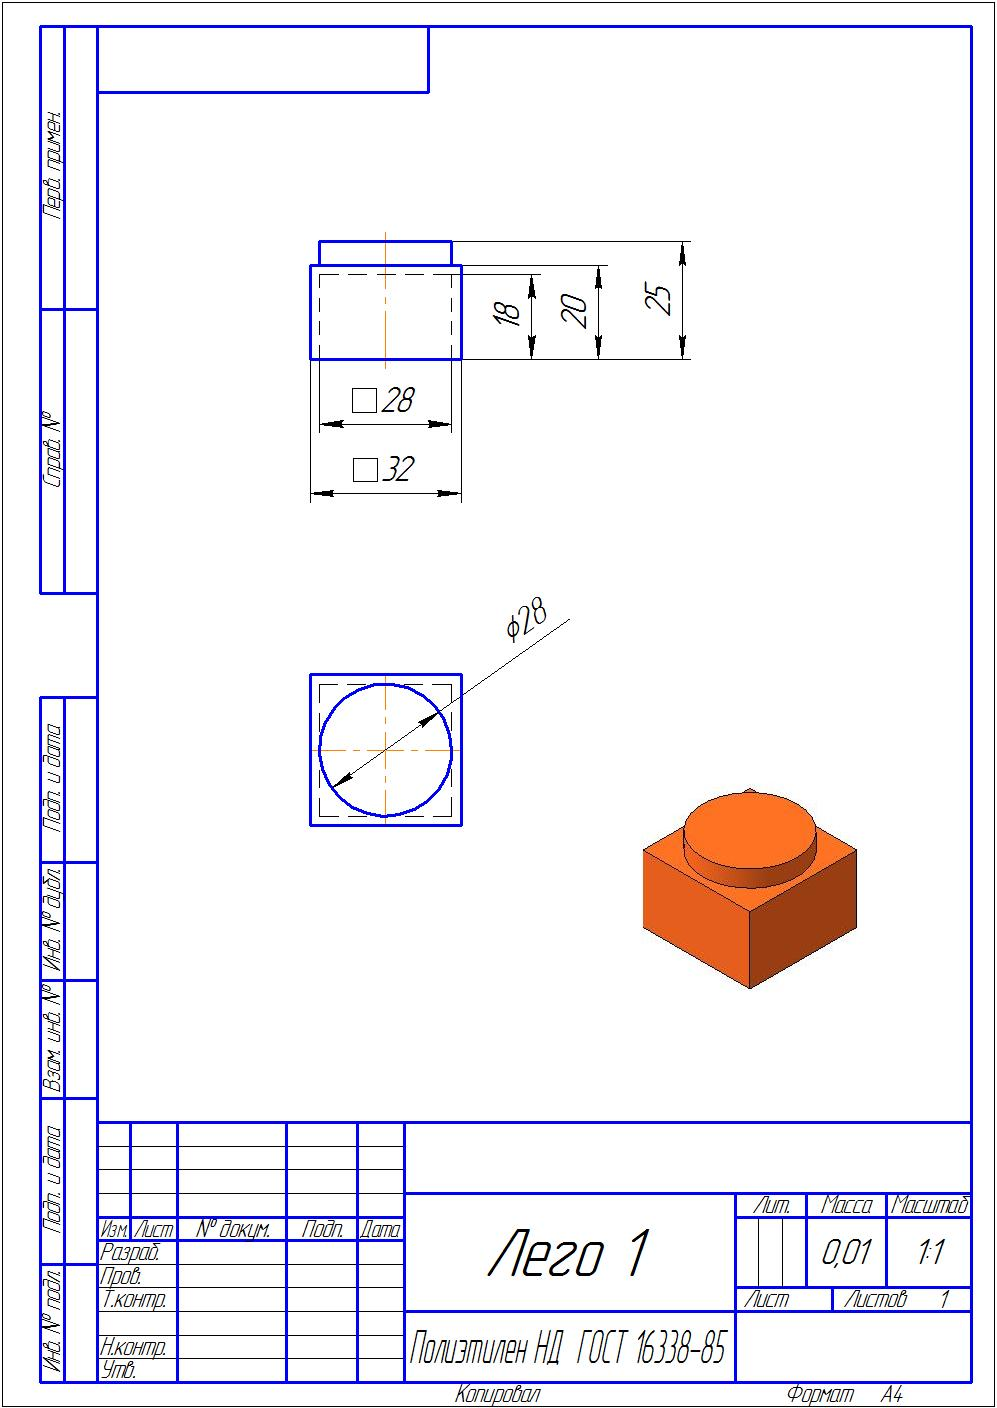 Перв. примен.
Справ. №
Подп. и дата
Инв. № дубл.
Взам. инв. №
Подп. и дата
Инв. № подл.
18
20
25
□28
□32
ϕ28
Изм. Лист № докум. Подп. Дата
Разраб.
Пров.
Т.контр.
Н.контр.
Утв.
Лего 1
Полиэтилен НД ГОСТ 16338-85
Лит. Масса Масштаб
0,01 1:1
Лист Листов 1
Копировал Формат А4